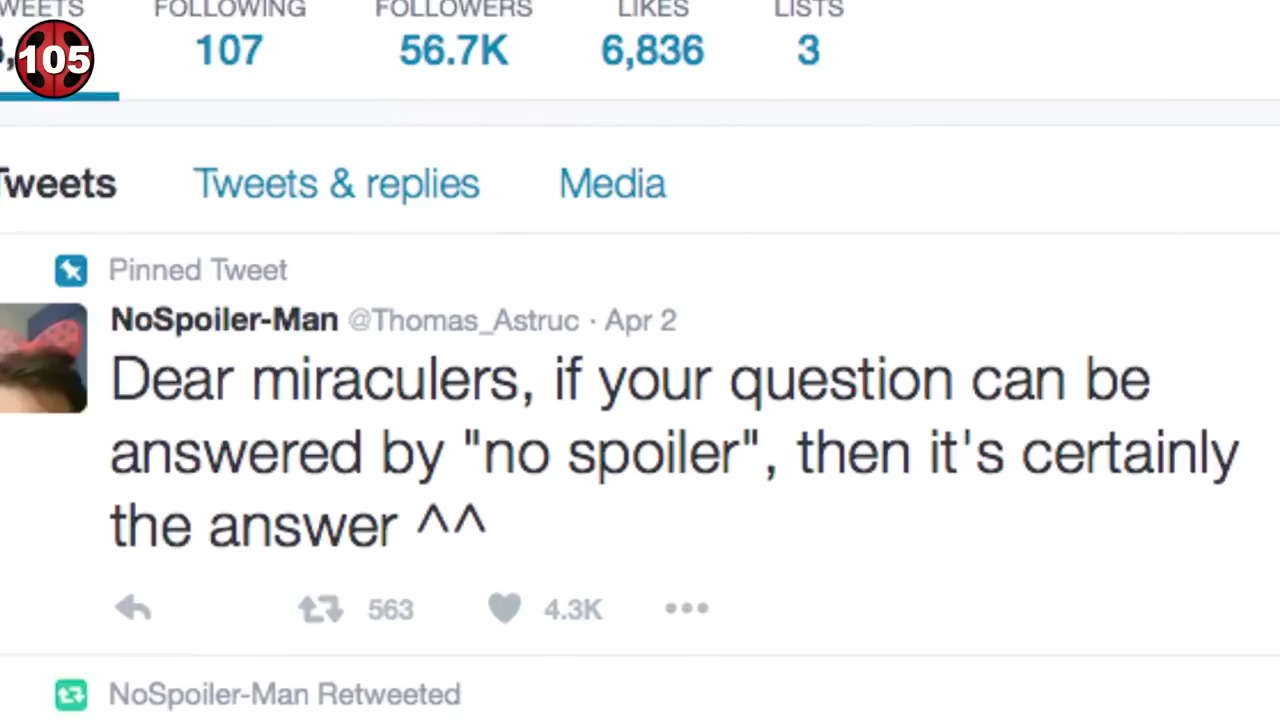 TWEETS FOLLOWING FOLLOWERS LIKES LISTS
105 107 56.7K 6,836 3
Tweets Tweets & replies Media
Pinned Tweet
NoSpoiler-Man @Thomas_Astruc · Apr 2
Dear miraculers, if your question can be
answered by "no spoiler", then it's certainly
the answer ^^
563 4.3K
NoSpoiler-Man Retweeted